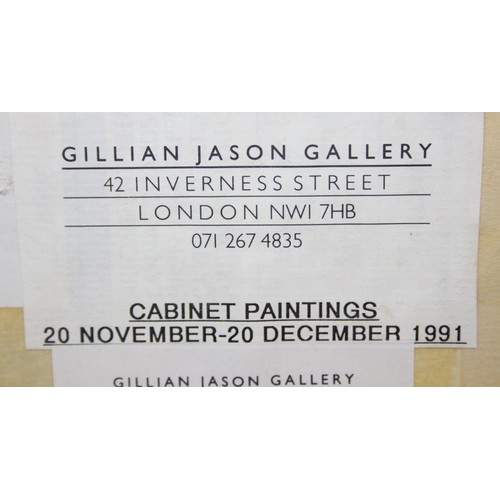 GILLIAN JASON GALLERY
42 INVERNESS STREET
LONDON NW1 7HB
071 267 4835
CABINET PAINTINGS
20 NOVEMBER-20 DECEMBER 1991
GILLIAN JASON GALLERY